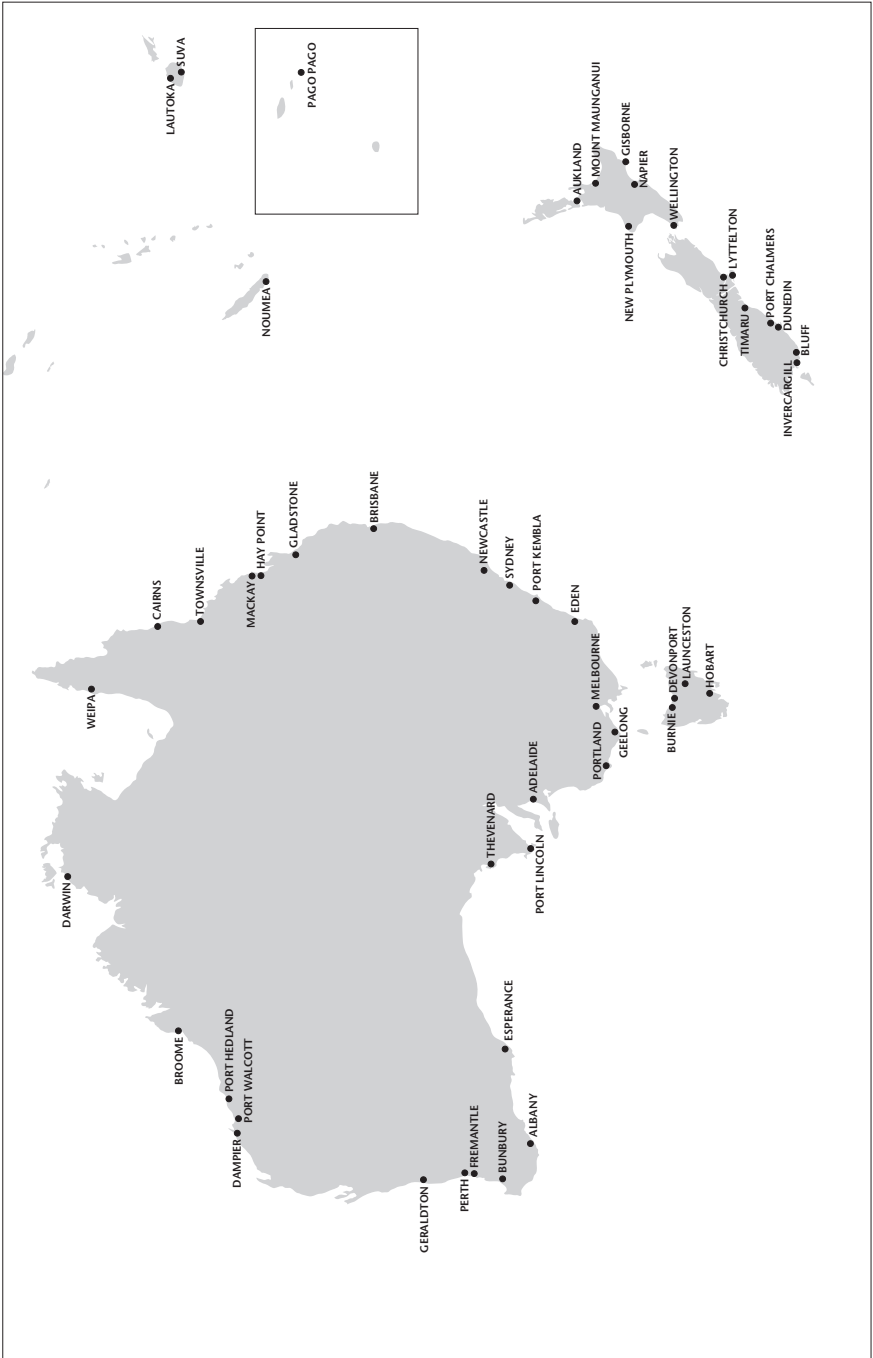 DARWIN
WEIPA
CAIRNS
TOWNSVILLE
MACKAY
HAY POINT
GLADSTONE
BRISBANE
NEWCASTLE
SYDNEY
PORT KEMBLA
EDEN
MELBOURNE
GEELONG
PORTLAND
ADELAIDE
THEVENARD
PORT LINCOLN
BURNIE
DEVONPORT
LAUNCESTON
HOBART
BROOME
PORT HEDLAND
PORT WALCOTT
DAMPIER
GERALDTON
PERTH
FREMANTLE
BUNBURY
ALBANY
ESPERANCE
LAUTOKA
SUVA
PAGO PAGO
NOUMEA
AUKLAND
MOUNT MAUNGANUI
GISBORNE
NAPIER
NEW PLYMOUTH
WELLINGTON
CHRISTCHURCH
LYTTELTON
TIMARU
PORT CHALMERS
DUNEDIN
BLUFF
INVERCARGILL